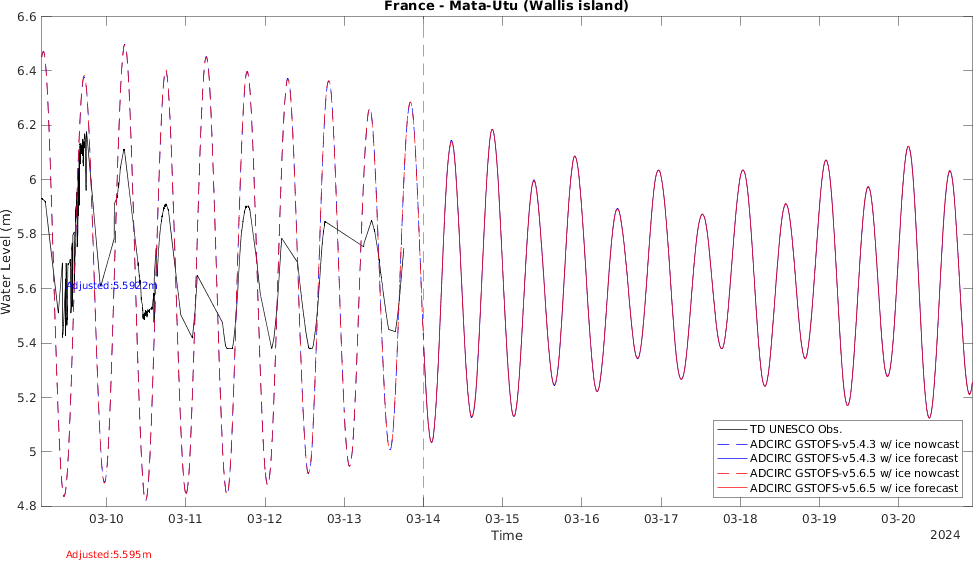 France - Mata-Utu (Wallis island)
Water Level (m)
6.6
6.4
6.2
6
5.8
5.6
5.4
5.2
5
4.8
Adjusted:5.5922m
TD UNESCO Obs.
ADCIRC GSTOFS-v5.4.3 w/ ice nowcast
ADCIRC GSTOFS-v5.4.3 w/ ice forecast
ADCIRC GSTOFS-v5.6.5 w/ ice nowcast
ADCIRC GSTOFS-v5.6.5 w/ ice forecast
03-10 03-11 03-12 03-13 03-14 03-15 03-16 03-17 03-18 03-19 03-20
Time
2024
Adjusted:5.595m